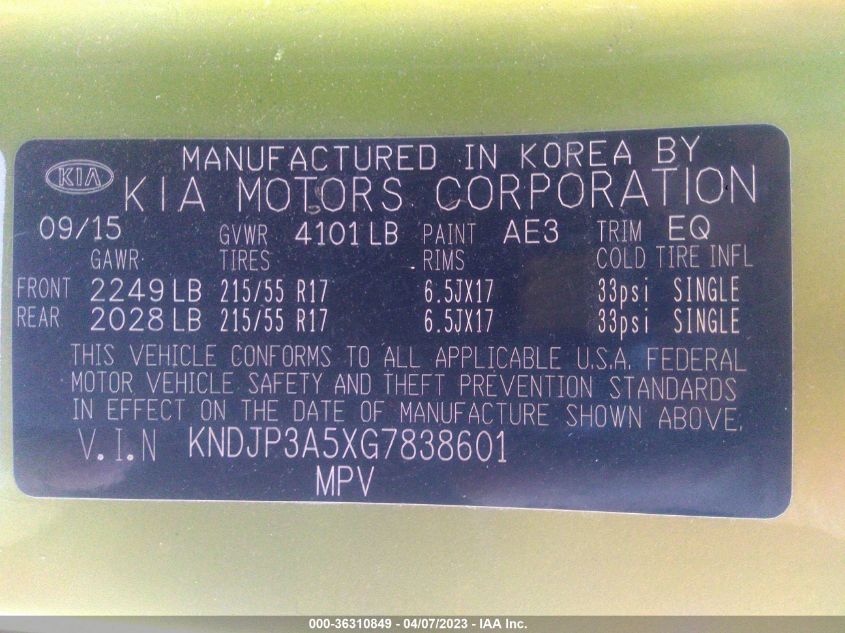 MANUFACTURED IN KOREA BY
KIA KIA MOTORS CORPORATION
09/15 GVWR 4101 LB PAINT AE3 TRIM EQ
GAWR TIRES RIMS COLD TIRE INFL
FRONT 2249 LB 215/55 R17 6.5JX17 33psi SINGLE
REAR 2028 LB 215/55 R17 6.5JX17 33psi SINGLE
THIS VEHICLE CONFORMS TO ALL APPLICABLE U.S.A. FEDERAL
MOTOR VEHICLE SAFETY AND THEFT PREVENTION STANDARDS
IN EFFECT ON THE DATE OF MANUFACTURE SHOWN ABOVE.
V.I.N KNDJP3A5XG7838601
MPV
000-36310849 - 04/07/2023 - IAA Inc.